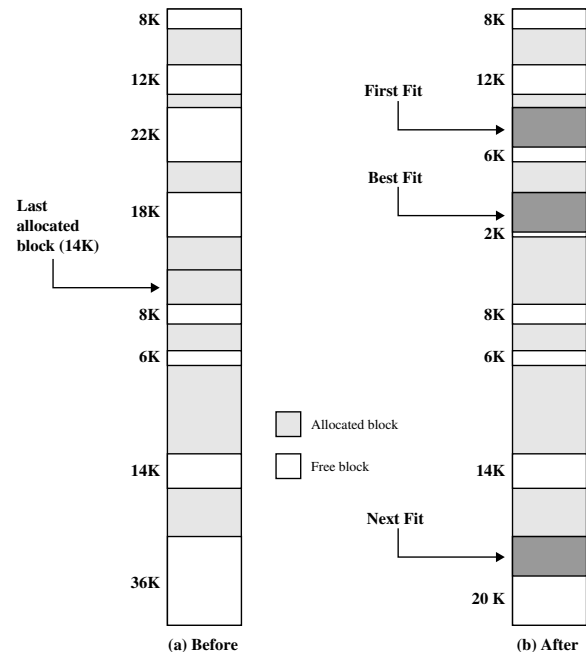 8K
12K
22K
18K
Last
allocated
block (14K)
8K
6K
14K
36K
(a) Before
Allocated block
Free block
8K
12K
First Fit
6K
Best Fit
2K
8K
6K
14K
Next Fit
20 K
(b) After